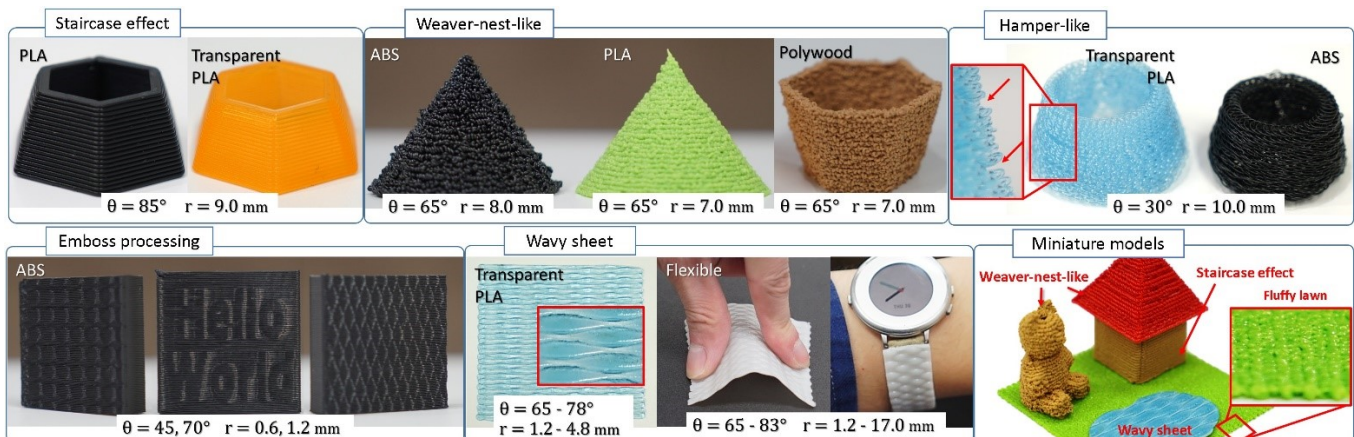 Staircase effect
PLA
Transparent
PLA
θ = 85°   r = 9.0 mm
Weaver-nest-like
ABS
PLA
Polywood
θ = 65°   r = 8.0 mm
θ = 65°   r = 7.0 mm
θ = 65°   r = 7.0 mm
Hamper-like
Transparent
PLA
ABS
θ = 30°   r = 10.0 mm
Emboss processing
ABS
Hello
World
θ = 45, 70°   r = 0.6, 1.2 mm
Wavy sheet
Transparent
PLA
Flexible
θ = 65 - 78°
r = 1.2 - 4.8 mm
θ = 65 - 83°   r = 1.2 - 17.0 mm
Miniature models
Weaver-nest-like
Staircase effect
Fluffy lawn
Wavy sheet